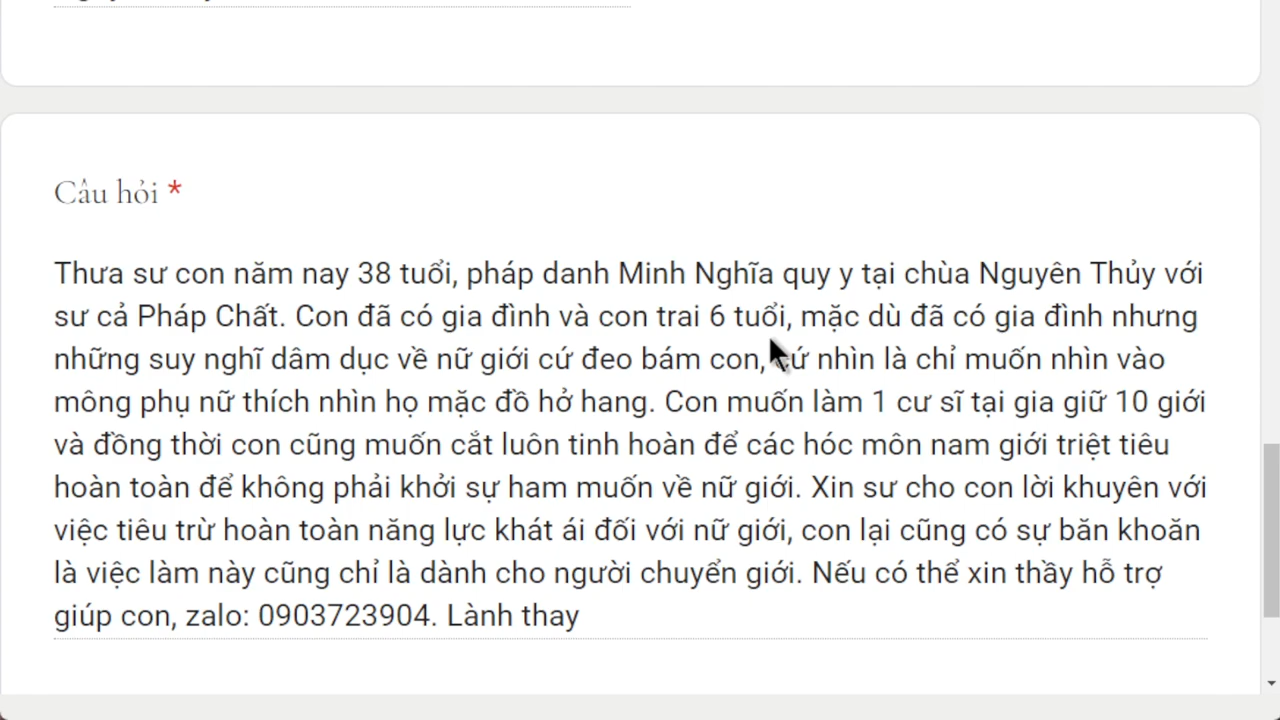 Câu hỏi *
Thưa sư con năm nay 38 tuổi, pháp danh Minh Nghĩa quy y tại chùa Nguyên Thủy với
sư cả Pháp Chất. Con đã có gia đình và con trai 6 tuổi, mặc dù đã có gia đình nhưng
những suy nghĩ dâm dục về nữ giới cứ đeo bám con, cứ nhìn là chỉ muốn nhìn vào
mông phụ nữ thích nhìn họ mặc đồ hở hang. Con muốn làm 1 cư sĩ tại gia giữ 10 giới
và đồng thời con cũng muốn cắt luôn tinh hoàn để các hóc môn nam giới triệt tiêu
hoàn toàn để không phải khởi sự ham muốn về nữ giới. Xin sư cho con lời khuyên với
việc tiêu trừ hoàn toàn năng lực khát ái đối với nữ giới, con lại cũng có sự băn khoăn
là việc làm này cũng chỉ là dành cho người chuyển giới. Nếu có thể xin thầy hỗ trợ
giúp con, zalo: 0903723904. Lành thay